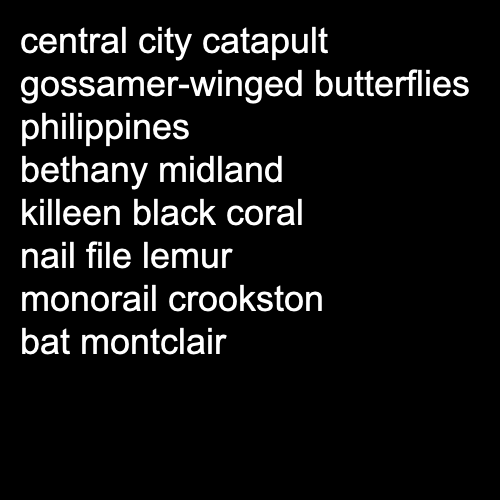 central city catapult
gossamer-winged butterflies
philippines
bethany midland
killeen black coral
nail file lemur
monorail crookston
bat montclair